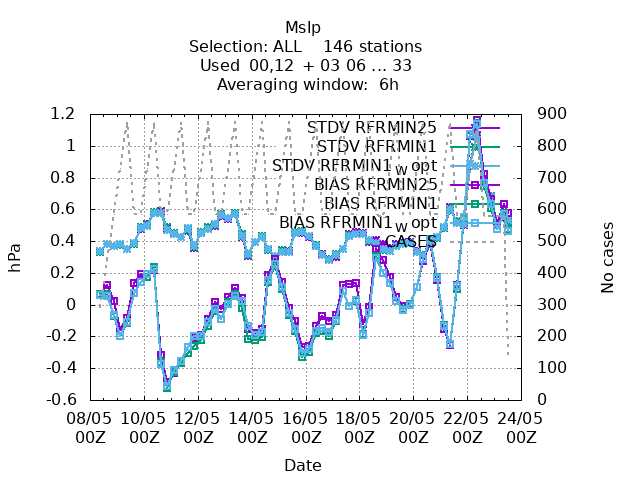 Mslp
Selection: ALL 146 stations
Used 00,12 + 03 06 ... 33
Averaging window: 6h
1.2
1
0.8
0.6
0.4
0.2
0
-0.2
-0.4
-0.6
hPa
900
800
700
600
500
400
300
200
100
0
No cases
STDV RFRMIN25
STDV RFRMIN1
STDV RFRMIN1_w opt
BIAS RFRMIN25
BIAS RFRMIN1
BIAS RFRMIN1_w opt
CASES
08/05 10/05 12/05 14/05 16/05 18/05 20/05 22/05 24/05
00Z 00Z 00Z 00Z 00Z 00Z 00Z 00Z 00Z
Date